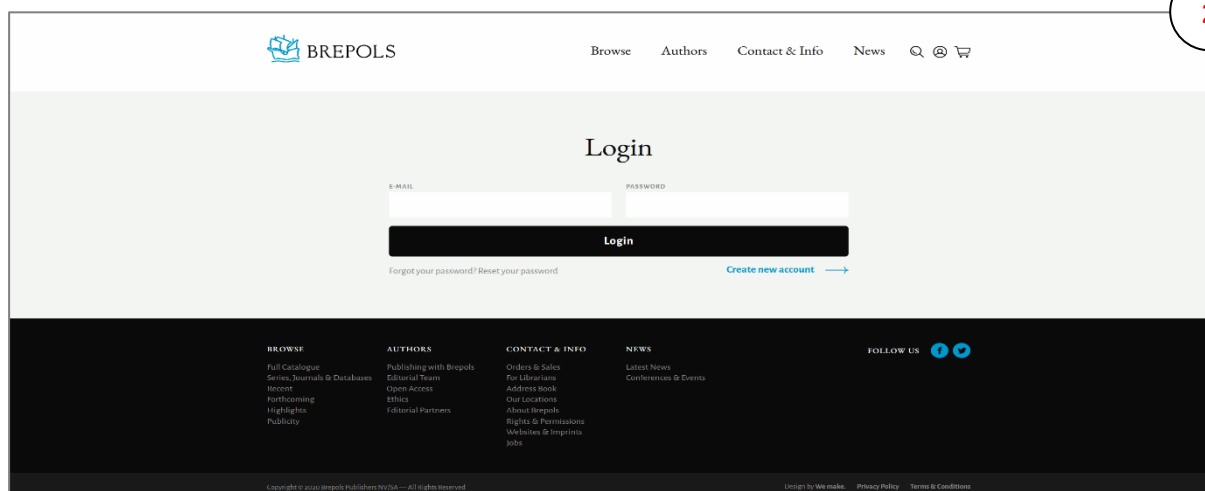 BREPOLS
Browse Authors Contact & Info News
Login
E-MAIL PASSWORD
Login
Forgot your password? Reset your password Create new account
BROWSE AUTHORS CONTACT & INFO NEWS FOLLOW US
Full Catalogue Publishing with Brepols Orders & Sales Latest News
Series, Journals & Databases Editorial Team For Librarians Conferences & Events
Recent Open Access Address Book
Forthcoming Ethics Our Locations
Highlights Editorial Partners About Brepols
Publicity Rights & Permissions
Websites & Imprints
Jobs
Copyright © 2020 Brepols Publishers NV/SA — All Rights Reserved Design by We make. Privacy Policy Terms & Conditions